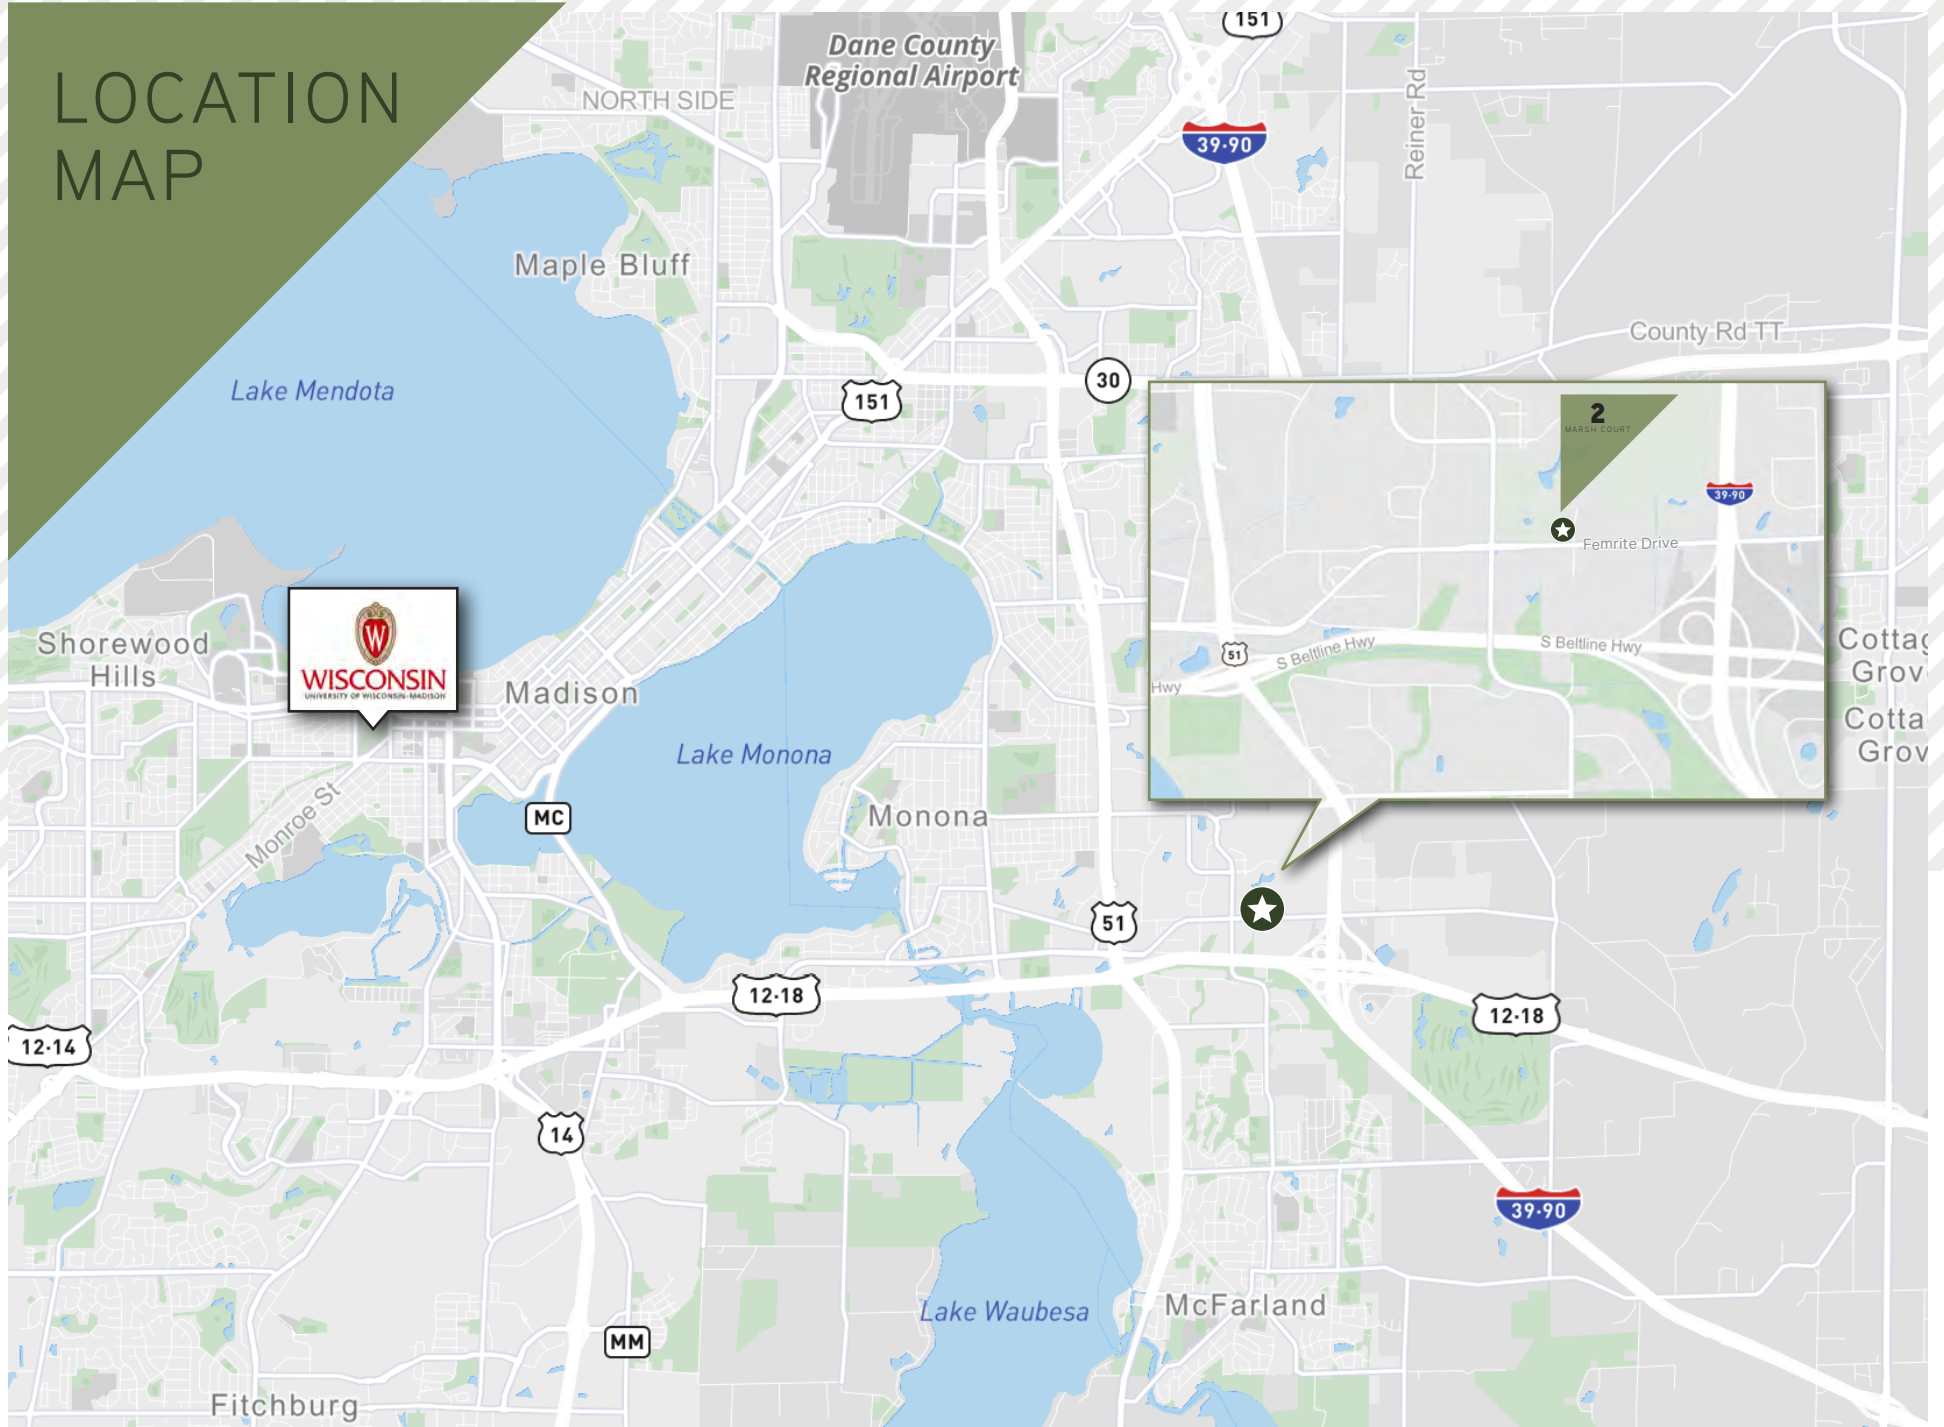 LOCATION
MAP
151
Dane County
Regional Airport
NORTH SIDE
Reiner Rd
39·90
Maple Bluff
County Rd TT
Lake Mendota
30
151
2
MARSH COURT
39·90
Femrite Drive
51
S Beltline Hwy
S Beltline Hwy
Hwy
Shorewood
Hills
W
WISCONSIN
UNIVERSITY OF WISCONSIN–MADISON
Madison
Cottag
Grov
Cotta
Grov
Lake Monona
Monroe St
MC
Monona
51
12·18
12·18
12·14
14
39·90
Lake Waubesa
McFarland
MM
Fitchburg